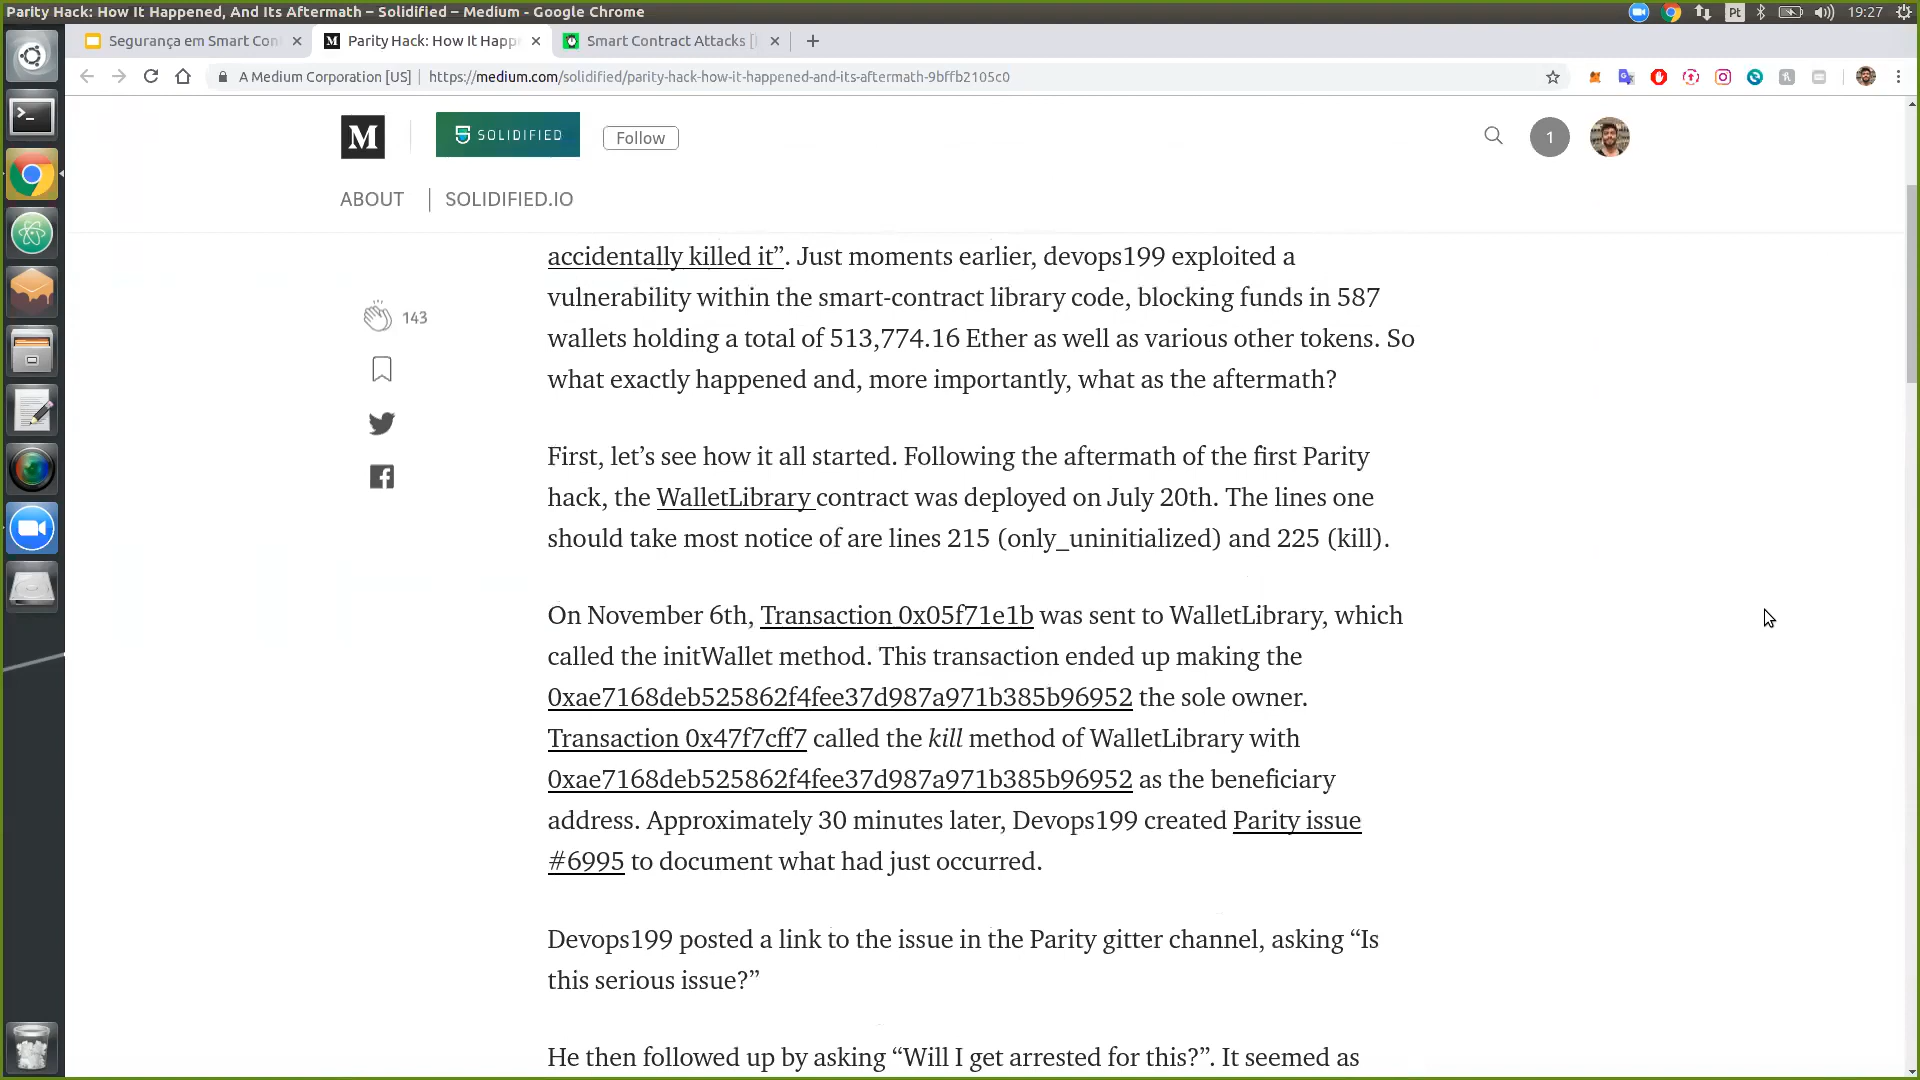 Parity Hack: How It Happened, And Its Aftermath – Solidified – Medium - Google Chrome
Pt
19:27
Segurança em Smart Con
Parity Hack: How It Happ
Smart Contract Attacks [
A Medium Corporation [US]
https://medium.com/solidified/parity-hack-how-it-happened-and-its-aftermath-9bffb2105c0
M
SOLIDIFIED
Follow
1
ABOUT
SOLIDIFIED.IO
accidentally killed it”. Just moments earlier, devops199 exploited a
vulnerability within the smart-contract library code, blocking funds in 587
wallets holding a total of 513,774.16 Ether as well as various other tokens. So
what exactly happened and, more importantly, what as the aftermath?
143
First, let’s see how it all started. Following the aftermath of the first Parity
hack, the WalletLibrary contract was deployed on July 20th. The lines one
should take most notice of are lines 215 (only_uninitialized) and 225 (kill).
On November 6th, Transaction 0x05f71e1b was sent to WalletLibrary, which
called the initWallet method. This transaction ended up making the
0xae7168deb525862f4fee37d987a971b385b96952 the sole owner.
Transaction 0x47f7cff7 called the kill method of WalletLibrary with
0xae7168deb525862f4fee37d987a971b385b96952 as the beneficiary
address. Approximately 30 minutes later, Devops199 created Parity issue
#6995 to document what had just occurred.
Devops199 posted a link to the issue in the Parity gitter channel, asking “Is
this serious issue?”
He then followed up by asking “Will I get arrested for this?”. It seemed as